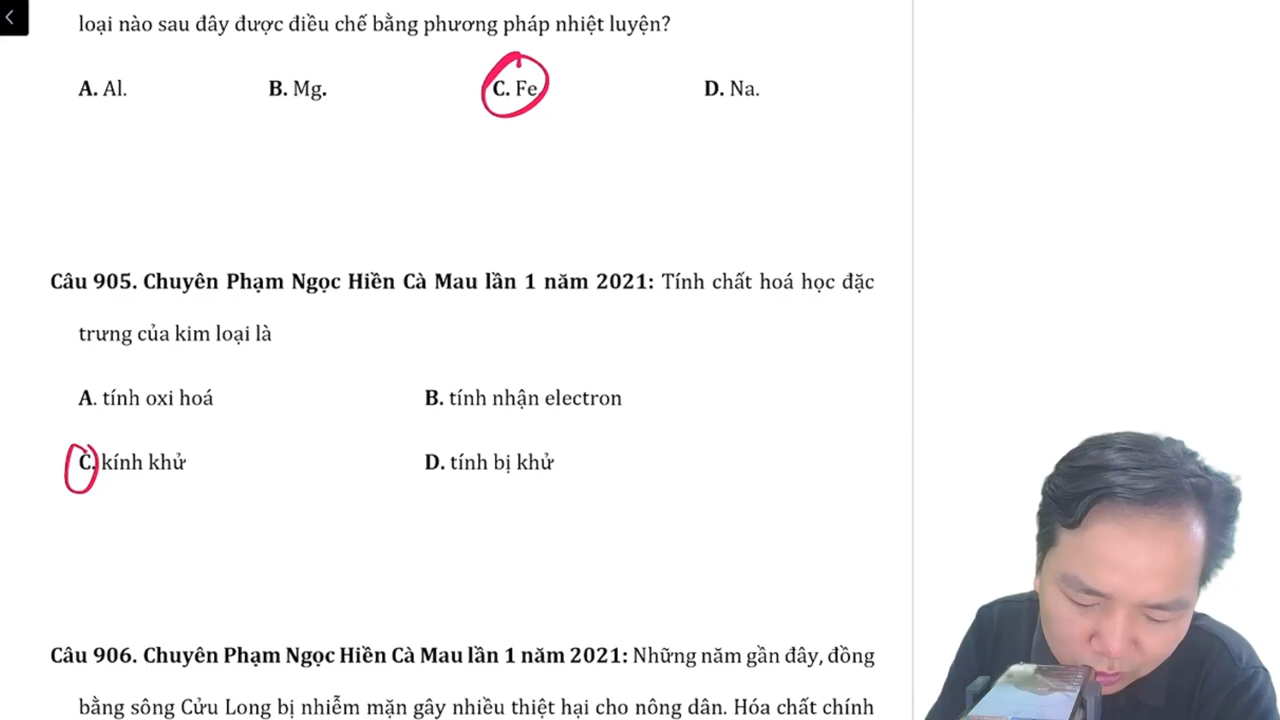 loại nào sau đây được điều chế bằng phương pháp nhiệt luyện?
A. Al. B. Mg. C. Fe. D. Na.
Câu 905. Chuyên Phạm Ngọc Hiền Cà Mau lần 1 năm 2021: Tính chất hoá học đặc
trưng của kim loại là
A. tính oxi hoá B. tính nhận electron
C. kính khử D. tính bị khử
Câu 906. Chuyên Phạm Ngọc Hiền Cà Mau lần 1 năm 2021: Những năm gần đây, đồng
bằng sông Cửu Long bị nhiễm mặn gây nhiều thiệt hại cho nông dân. Hóa chất chính